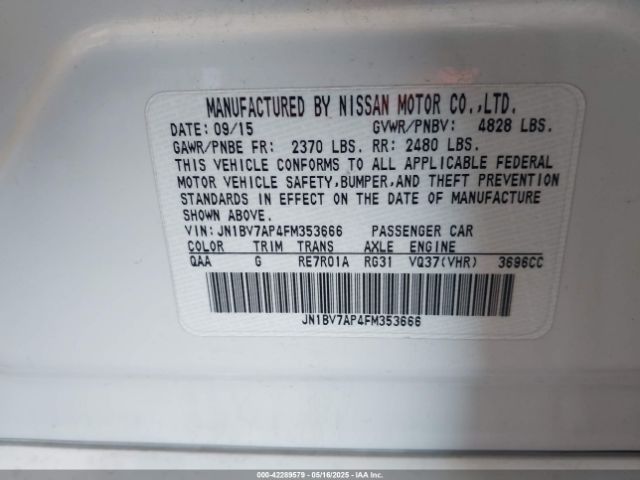 MANUFACTURED BY NISSAN MOTOR CO.,LTD.
DATE: 09/15 GVWR/PNBV: 4828 LBS.
GAWR/PNBE FR: 2370 LBS. RR: 2480 LBS.
THIS VEHICLE CONFORMS TO ALL APPLICABLE FEDERAL
MOTOR VEHICLE SAFETY,BUMPER,AND THEFT PREVENTION
STANDARDS IN EFFECT ON THE DATE OF MANUFACTURE
SHOWN ABOVE.
VIN:JN1BV7AP4FM353666 PASSENGER CAR
COLOR TRIM TRANS AXLE ENGINE
QAA G RE7R01A RG31 VQ37(VHR) 3696CC
JN1BV7AP4FM353666
000-42289579 - 05/16/2025 - IAA Inc.